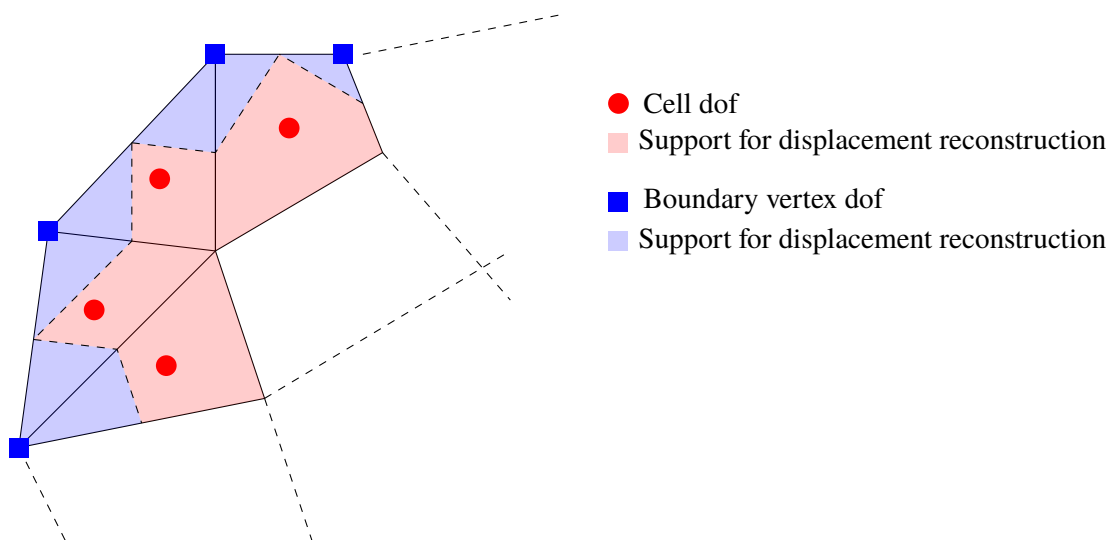 Cell dof
Support for displacement reconstruction
Boundary vertex dof
Support for displacement reconstruction